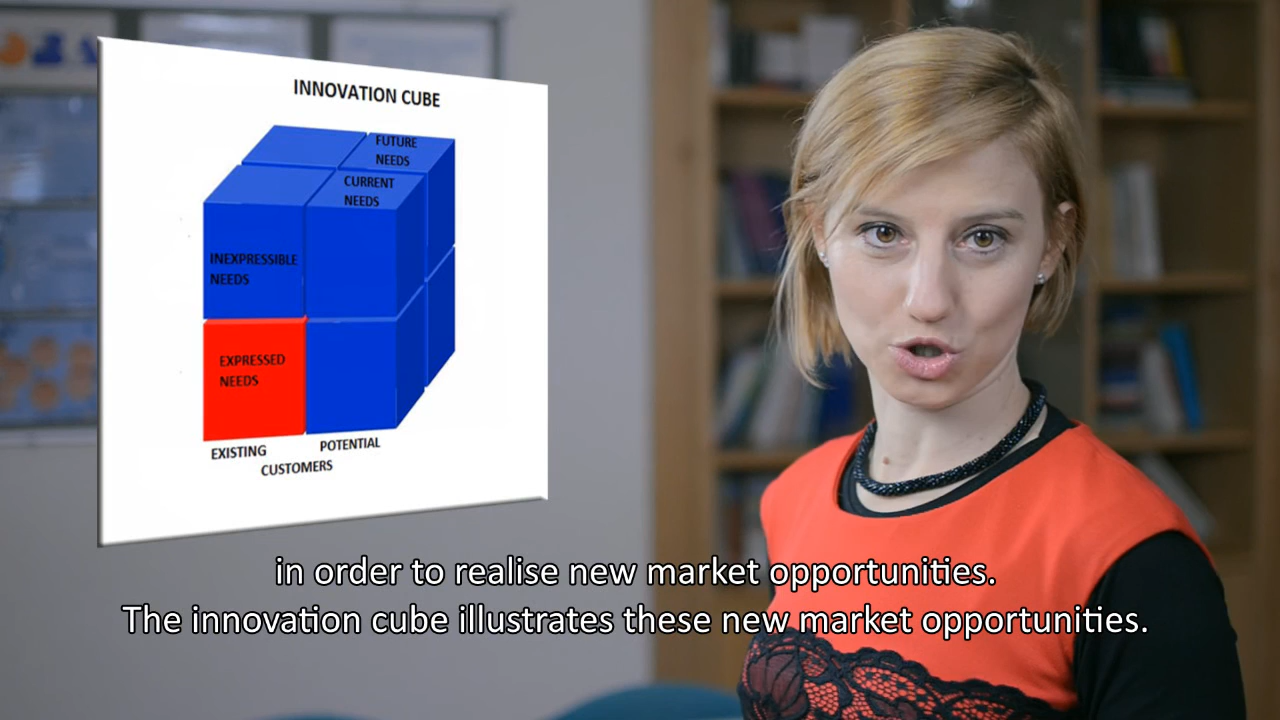 INNOVATION CUBE
FUTURE
NEEDS
CURRENT
NEEDS
INEXPRESSIBLE
NEEDS
EXPRESSED
NEEDS
EXISTING
POTENTIAL
CUSTOMERS
in order to realise new market opportunities.
The innovation cube illustrates these new market opportunities.